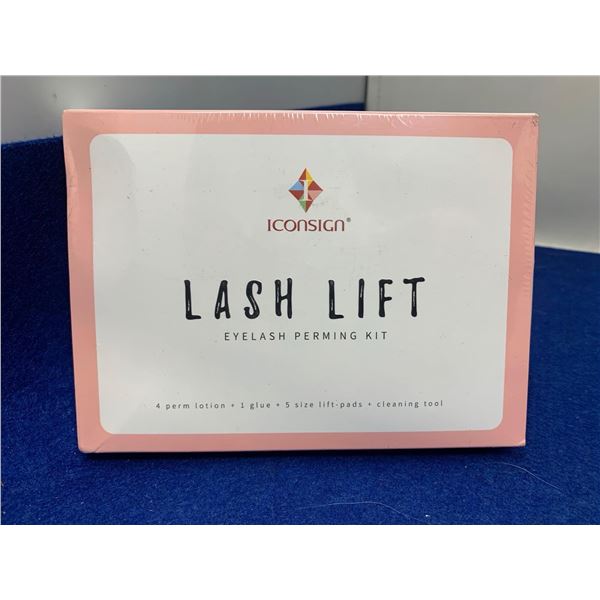 ICONSIGN®
LASH LIFT
EYELASH PERMING KIT
4 perm lotion + 1 glue + 5 size lift-pads + cleaning tool